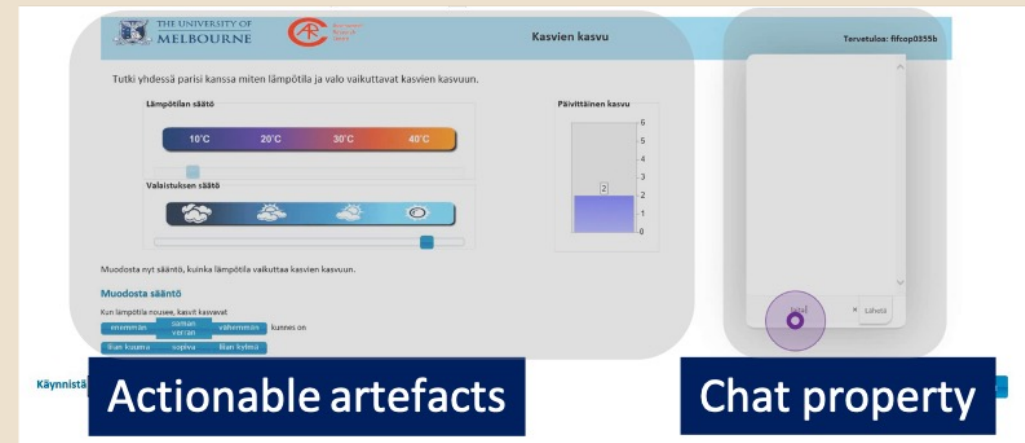 THE UNIVERSITY OF
MELBOURNE
Kasvien kasvu
Tervetuloa: fifcop0355b
Tutki yhdessä parisi kanssa miten lämpötila ja valo vaikuttavat kasvien kasvuun.
Lämpötilan säätö
10°C 20°C 30°C 40°C
Valaistuksen säätö
Päivittäinen kasvu
6
5
4
3
2
2
1
0
Muodosta nyt sääntö, kuinka lämpötila vaikuttaa kasvien kasvuun.
Muodosta sääntö
Kun lämpötila nousee, kasvit kasvavat
enemmän saman verran vähemmän kunnes on
liian kuuma sopiva liian kylmä
Lähetä
Käynnistä
Actionable artefacts
Chat property